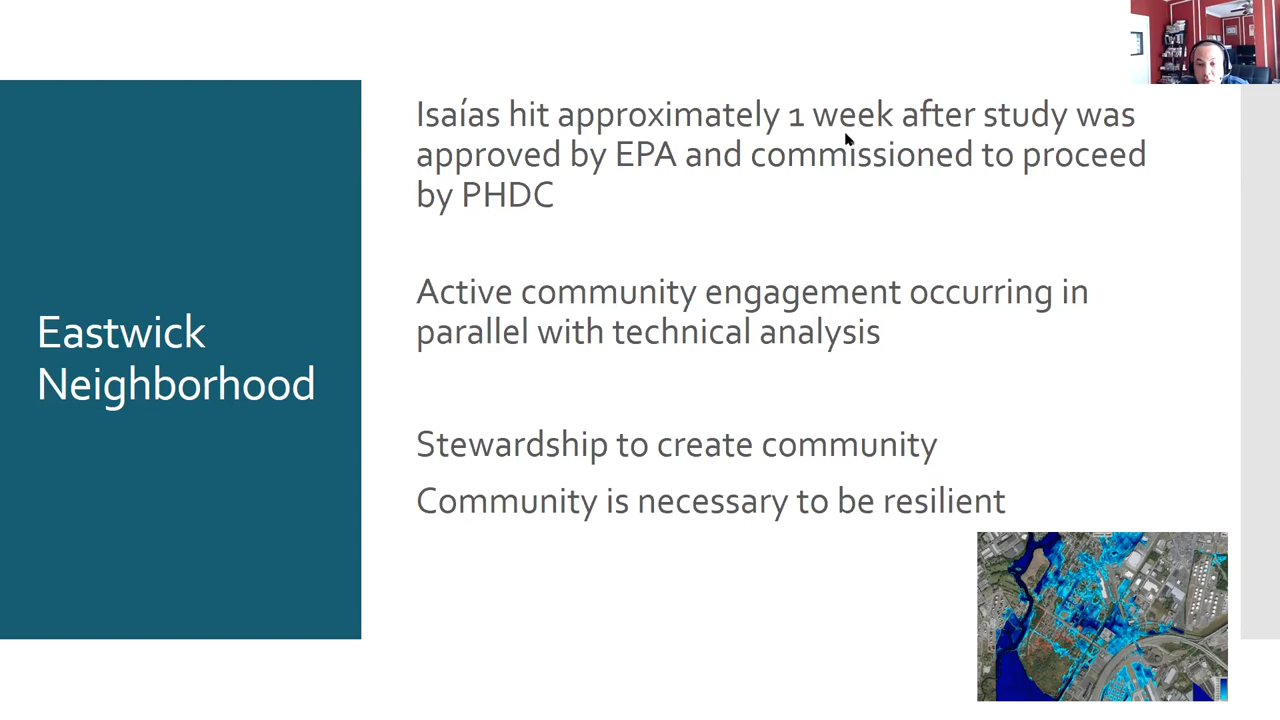 Eastwick
Neighborhood
Isaías hit approximately 1 week after study was
approved by EPA and commissioned to proceed
by PHDC
Active community engagement occurring in
parallel with technical analysis
Stewardship to create community
Community is necessary to be resilient